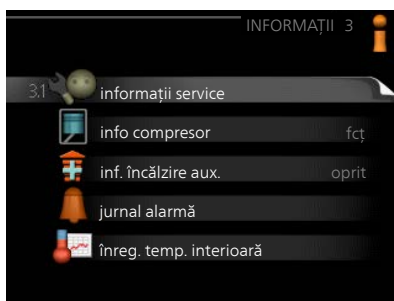 INFORMAȚII 3
3.1 informații service
info compresor fcț
inf. încălzire aux. oprit
jurnal alarmă
înreg. temp. interioară